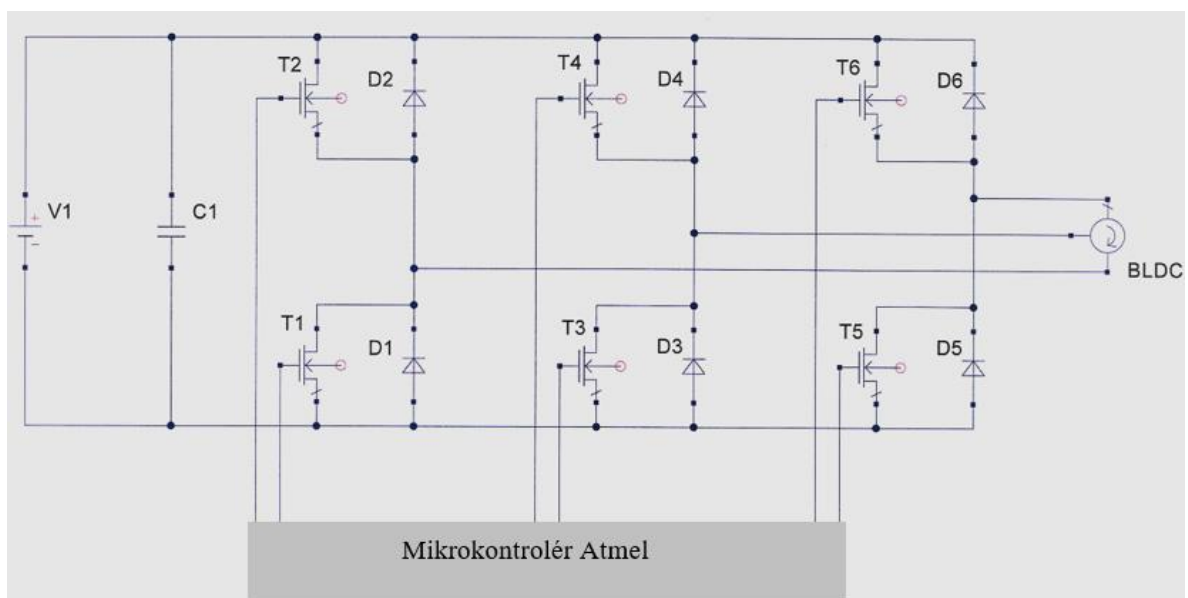 T2
D2
T4
D4
T6
D6
V1
+
-
C1
BLDC
T1
D1
T3
D3
T5
D5
Mikrokontrolér Atmel